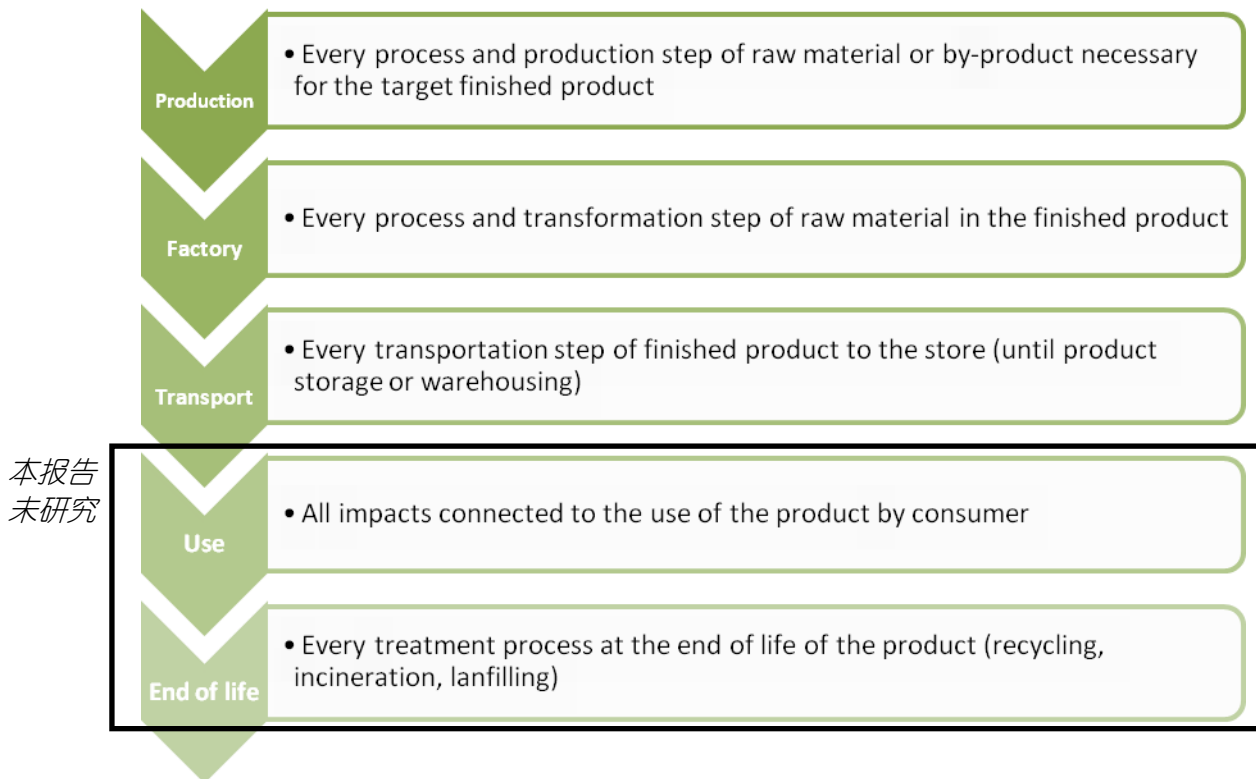 Production
• Every process and production step of raw material or by-product necessary
for the target finished product
Factory
• Every process and transformation step of raw material in the finished product
Transport
• Every transportation step of finished product to the store (until product
storage or warehousing)
本报告
未研究
Use
• All impacts connected to the use of the product by consumer
End of life
• Every treatment process at the end of life of the product (recycling,
incineration, lanfilling)